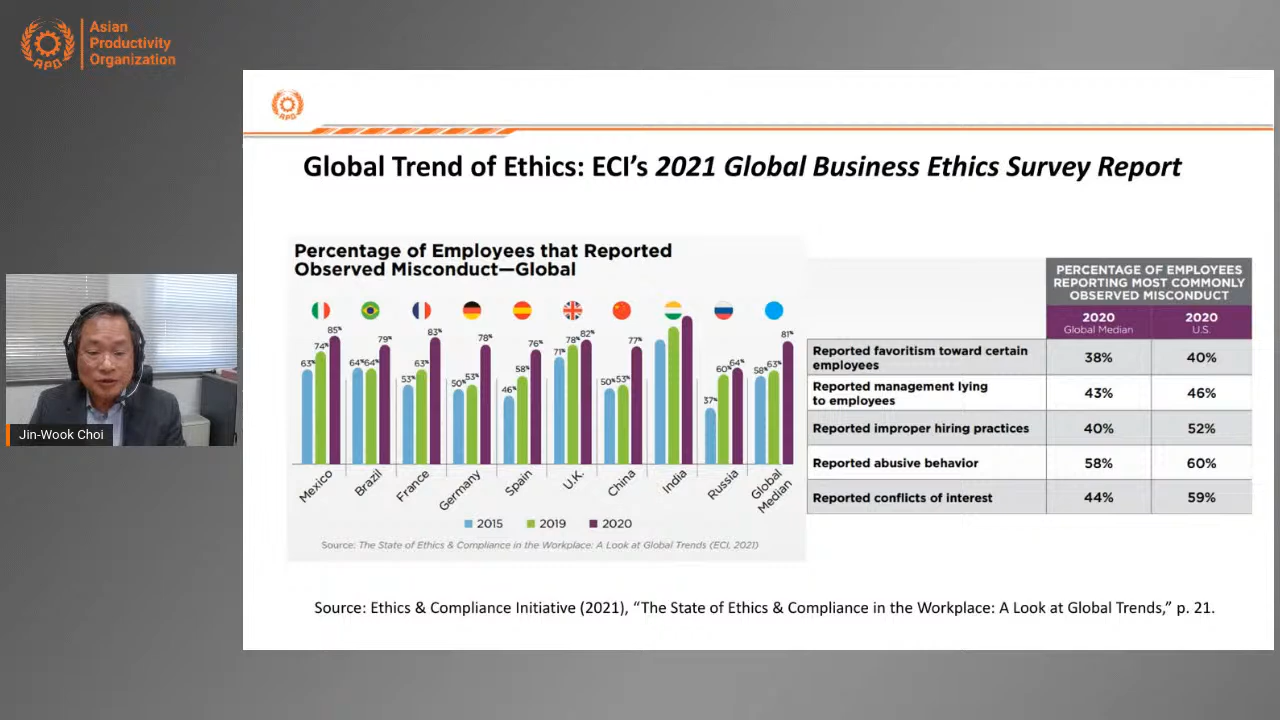 Asian
Productivity
Organization
APO
APO
Global Trend of Ethics: ECI's 2021 Global Business Ethics Survey Report
Percentage of Employees that Reported
Observed Misconduct—Global
63% 74% 85%
64% 64% 79%
53% 63% 83%
50% 53% 78%
46% 58% 76%
71% 78% 82%
50% 53% 77%
37% 60% 64%
58% 63% 81%
Mexico
Brazil
France
Germany
Spain
U.K.
China
India
Russia
Global
Median
2015 2019 2020
Source: The State of Ethics & Compliance in the Workplace: A Look at Global Trends (ECI, 2021)
PERCENTAGE OF EMPLOYEES
REPORTING MOST COMMONLY
OBSERVED MISCONDUCT
2020 2020
Global Median U.S.
Reported favoritism toward certain
employees 38% 40%
Reported management lying
to employees 43% 46%
Reported improper hiring practices 40% 52%
Reported abusive behavior 58% 60%
Reported conflicts of interest 44% 59%
Source: Ethics & Compliance Initiative (2021), “The State of Ethics & Compliance in the Workplace: A Look at Global Trends,” p. 21.
Jin-Wook Choi